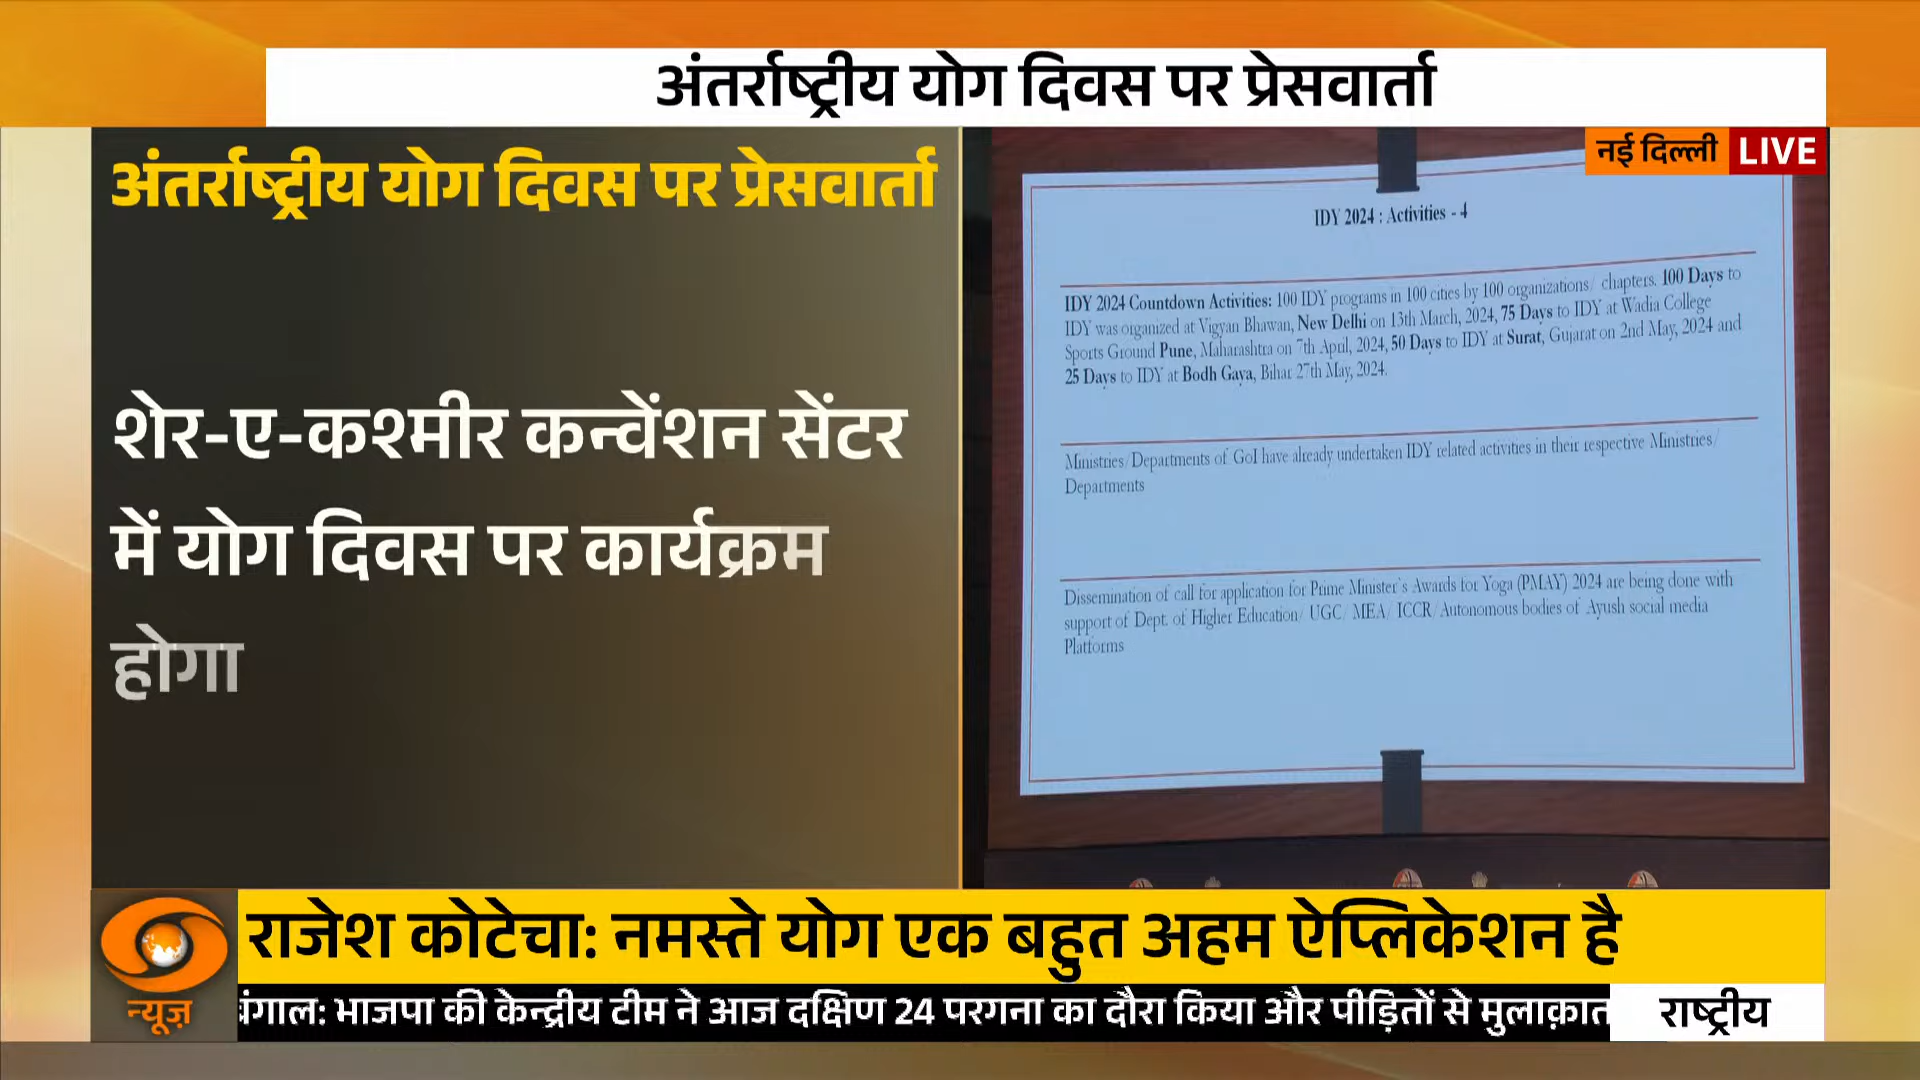 अंतर्राष्ट्रीय योग दिवस पर प्रेसवार्ता
अंतर्राष्ट्रीय योग दिवस पर प्रेसवार्ता
शेर-ए-कश्मीर कन्वेंशन सेंटर
में योग दिवस पर कार्यक्रम
होगा
नई दिल्ली LIVE
IDY 2024 : Activities - 4
IDY 2024 Countdown Activities: 100 IDY programs in 100 cities by 100 organizations/ chapters. 100 Days to
IDY was organized at Vigyan Bhawan, New Delhi on 13th March, 2024, 75 Days to IDY at Wadia College
Sports Ground Pune, Maharashtra on 7th April, 2024, 50 Days to IDY at Surat, Gujarat on 2nd May, 2024 and
25 Days to IDY at Bodh Gaya, Bihar 27th May, 2024.
Ministries/Departments of GoI have already undertaken IDY related activities in their respective Ministries/
Departments
Dissemination of call for application for Prime Minister's Awards for Yoga (PMAY) 2024 are being done with
support of Dept. of Higher Education/ UGC/ MEA/ ICCR/Autonomous bodies of Ayush social media
Platforms
राजेश कोटेचा: नमस्ते योग एक बहुत अहम ऐप्लिकेशन है
न्यूज़
बंगाल: भाजपा की केन्द्रीय टीम ने आज दक्षिण 24 परगना का दौरा किया और पीड़ितों से मुलाक़ात
राष्ट्रीय